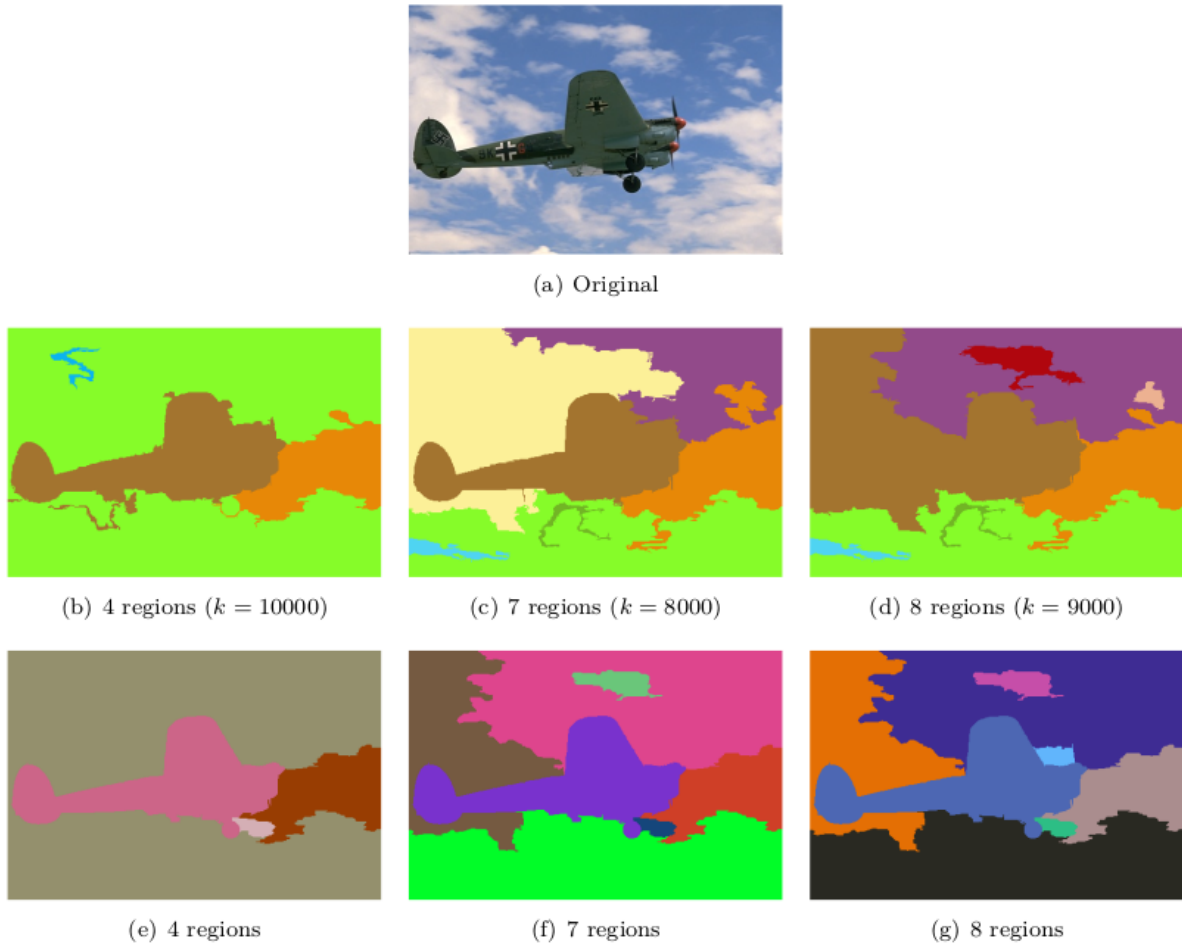 (a) Original
(b) 4 regions (k = 10000)
(c) 7 regions (k = 8000)
(d) 8 regions (k = 9000)
(e) 4 regions
(f) 7 regions
(g) 8 regions